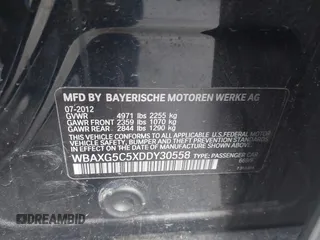 MFD BY BAYERISCHE MOTOREN WERKE AG
07-2012
GVWR 4971 lbs 2255 kg
GAWR FRONT 2359 lbs 1070 kg
GAWR REAR 2844 lbs 1290 kg
THIS VEHICLE CONFORMS TO ALL APPLICABLE U.S. FEDERAL MOTOR
VEHICLE SAFETY, BUMPER AND THEFT PREVENTION STANDARDS
IN EFFECT ON THE DATE OF MANUFACTURE SHOWN ABOVE.
WBAXG5C5XDDY30558 TYPE: PASSENGER CAR
DREAMBID